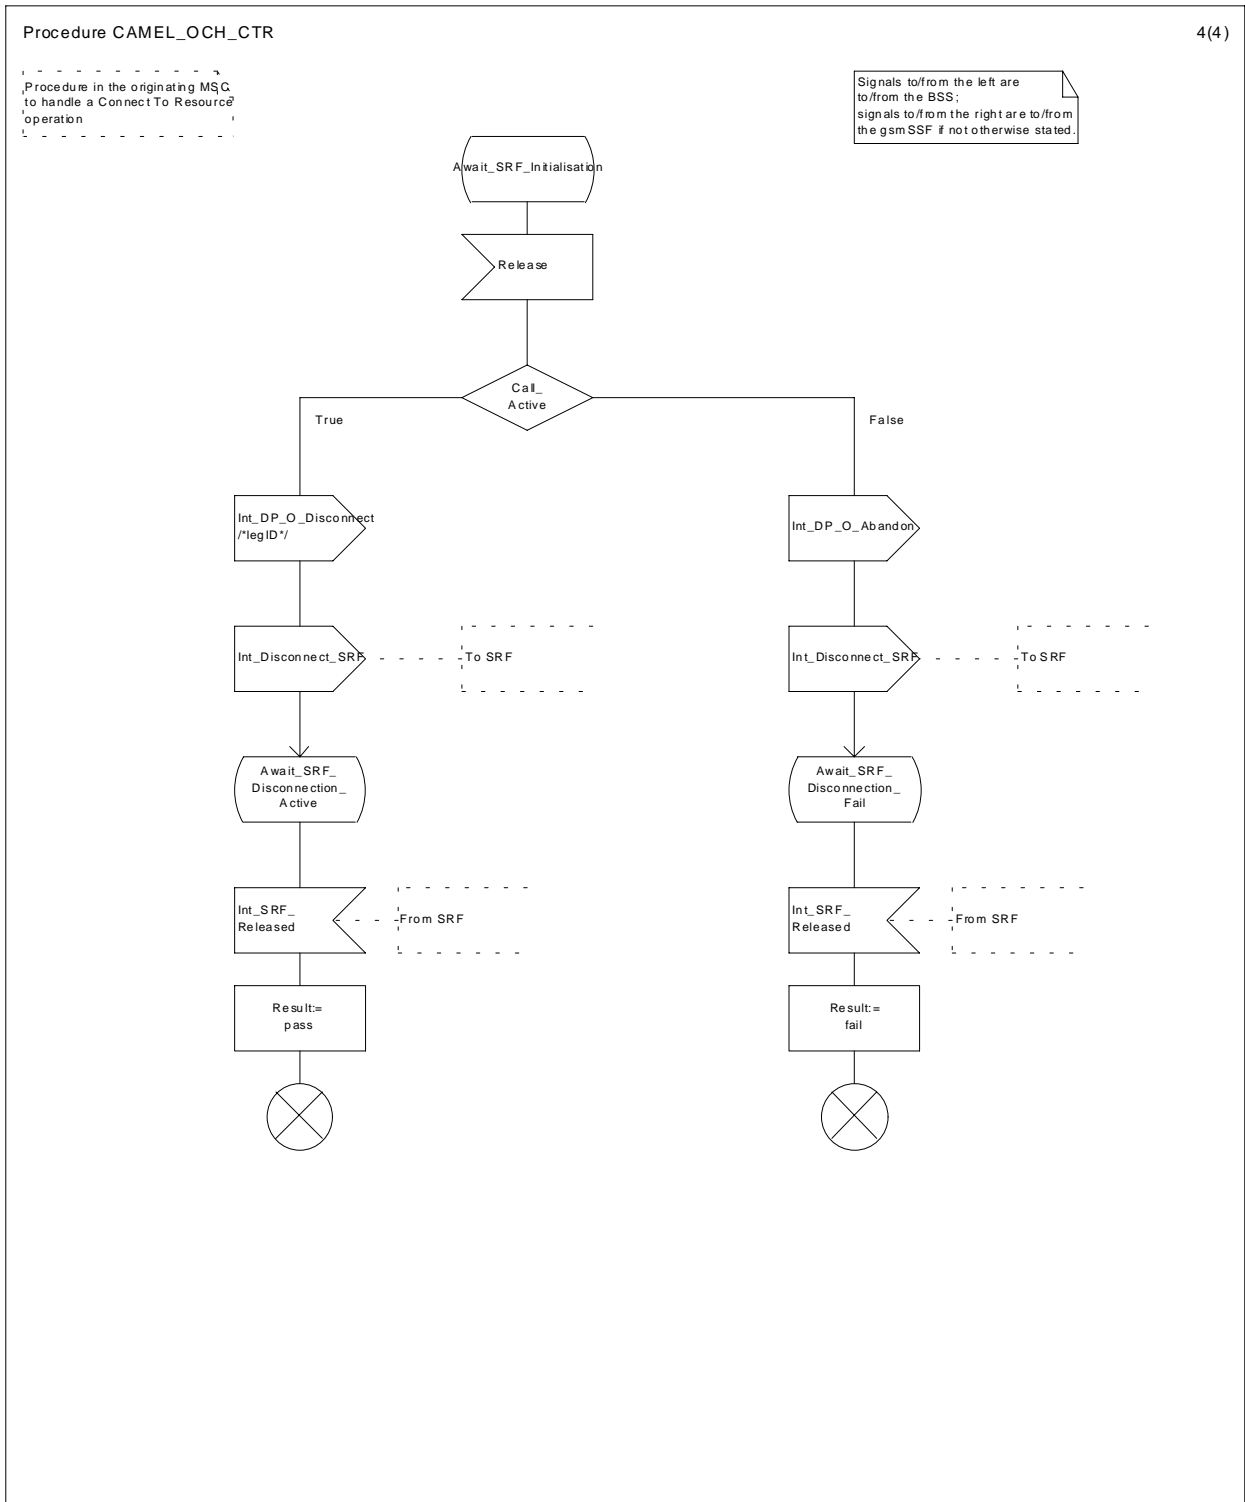 Procedure CAMEL_OCH_CTR
4(4)
Procedure in the originating MSC
to handle a Connect To Resource
operation
Signals to/from the left are
to/from the BSS;
signals to/from the right are to/from
the gsmSSF if not otherwise stated.
Await_SRF_Initialisation
Release
Call_
Active
True
False
Int_DP_O_Disconnect
/*legID*/
Int_DP_O_Abandon
Int_Disconnect_SRF
To SRF
Int_Disconnect_SRF
To SRF
Await_SRF_
Disconnection_
Active
Await_SRF_
Disconnection_
Fail
Int_SRF_
Released
From SRF
Int_SRF_
Released
From SRF
Result:=
pass
Result:=
fail